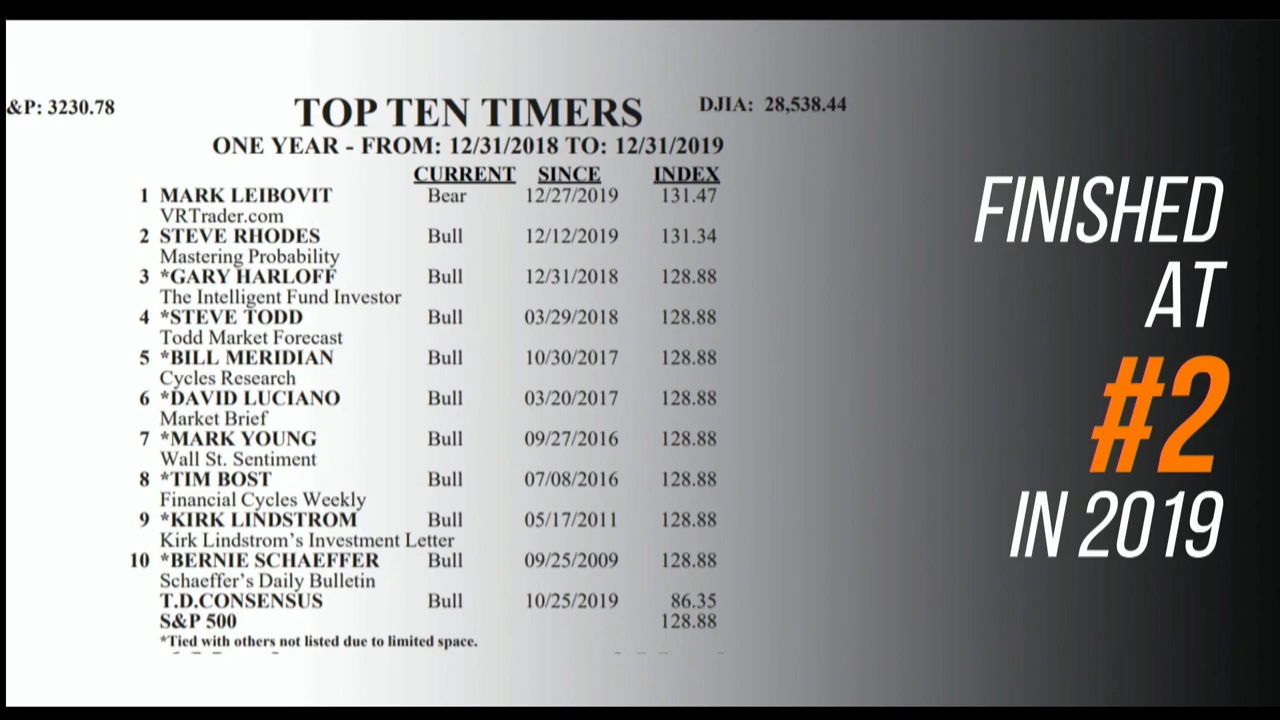 &P: 3230.78
TOP TEN TIMERS
DJIA: 28,538.44
ONE YEAR - FROM: 12/31/2018 TO: 12/31/2019
CURRENT SINCE INDEX
1 MARK LEIBOVIT Bear 12/27/2019 131.47
VRTrader.com
2 STEVE RHODES Bull 12/12/2019 131.34
Mastering Probability
3 *GARY HARLOFF Bull 12/31/2018 128.88
The Intelligent Fund Investor
4 *STEVE TODD Bull 03/29/2018 128.88
Todd Market Forecast
5 *BILL MERIDIAN Bull 10/30/2017 128.88
Cycles Research
6 *DAVID LUCIANO Bull 03/20/2017 128.88
Market Brief
7 *MARK YOUNG Bull 09/27/2016 128.88
Wall St. Sentiment
8 *TIM BOST Bull 07/08/2016 128.88
Financial Cycles Weekly
9 *KIRK LINDSTROM Bull 05/17/2011 128.88
Kirk Lindstrom's Investment Letter
10 *BERNIE SCHAEFFER Bull 09/25/2009 128.88
Schaeffer's Daily Bulletin
T.D.CONSENSUS Bull 10/25/2019 86.35
S&P 500 128.88
*Tied with others not listed due to limited space.
FINISHED
AT
#2
IN 2019